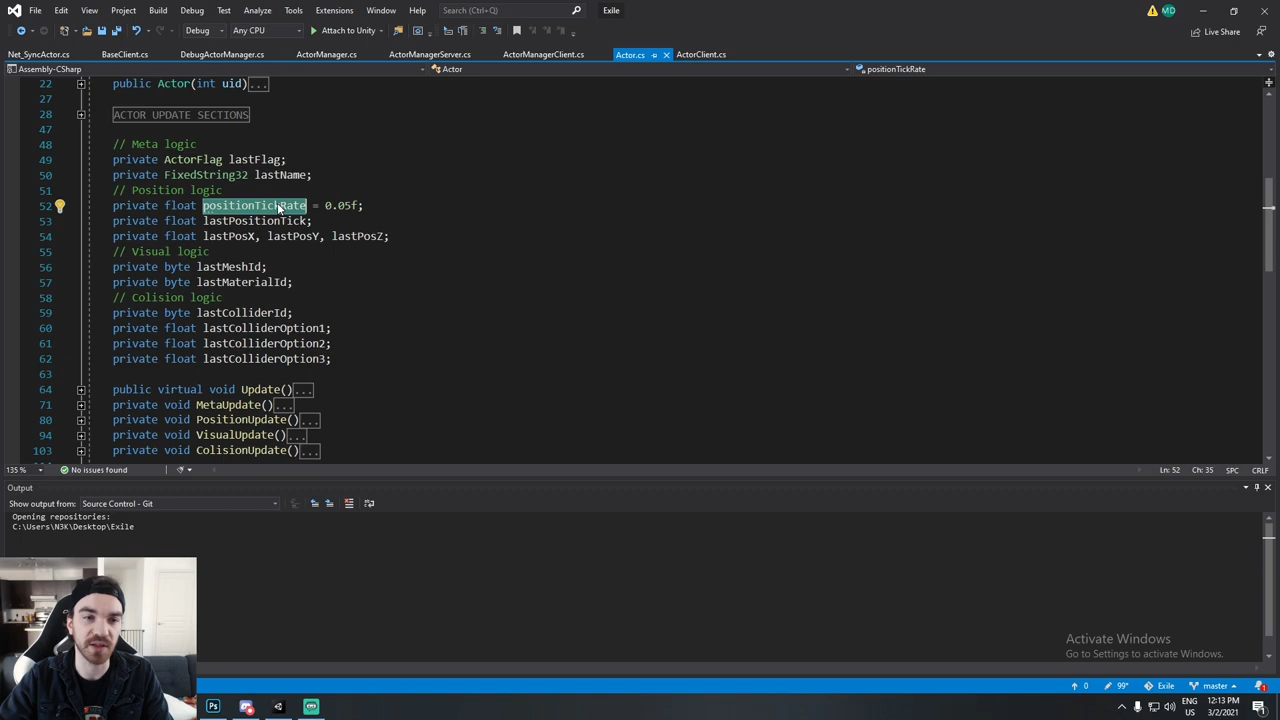 File Edit View Git Project Build Debug Test Analyze Tools Extensions Window Help Search (Ctrl+Q) Exile MD
Debug Any CPU Attach to Unity Live Share
Net_SyncActor.cs BaseClient.cs DebugActorManager.cs ActorManager.cs ActorManagerServer.cs ActorManagerClient.cs Actor.cs ActorClient.cs
Assembly-CSharp Actor positionTickRate
22 public Actor(int uid)...
27
28 ACTOR UPDATE SECTIONS
47
48 // Meta logic
49 private ActorFlag lastFlag;
50 private FixedString32 lastName;
51 // Position logic
52 private float positionTickRate = 0.05f;
53 private float lastPositionTick;
54 private float lastPosX, lastPosY, lastPosZ;
55 // Visual logic
56 private byte lastMeshId;
57 private byte lastMaterialId;
58 // Colision logic
59 private byte lastColliderId;
60 private float lastColliderOption1;
61 private float lastColliderOption2;
62 private float lastColliderOption3;
63
64 public virtual void Update()...
71 private void MetaUpdate()...
80 private void PositionUpdate()...
94 private void VisualUpdate()...
103 private void ColisionUpdate()...
135 % No issues found Ln: 52 Ch: 35 SPC CRLF
Output
Show output from: Source Control - Git
Opening repositories:
C:\Users\N3K\Desktop\Exile
Activate Windows
Go to Settings to activate Windows.
0 99+ Exile master 1
Ps ENG US 12:13 PM 3/2/2021 1